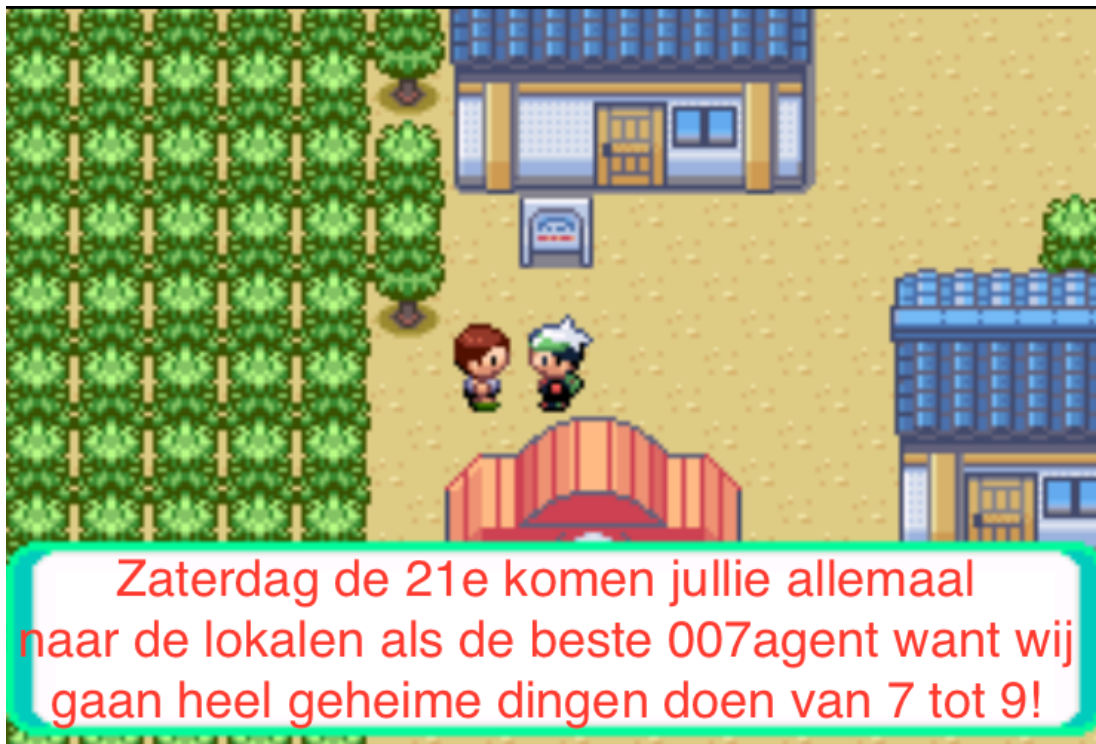 Zaterdag de 21e komen jullie allemaal
naar de lokalen als de beste 007agent want wij
gaan heel geheime dingen doen van 7 tot 9!